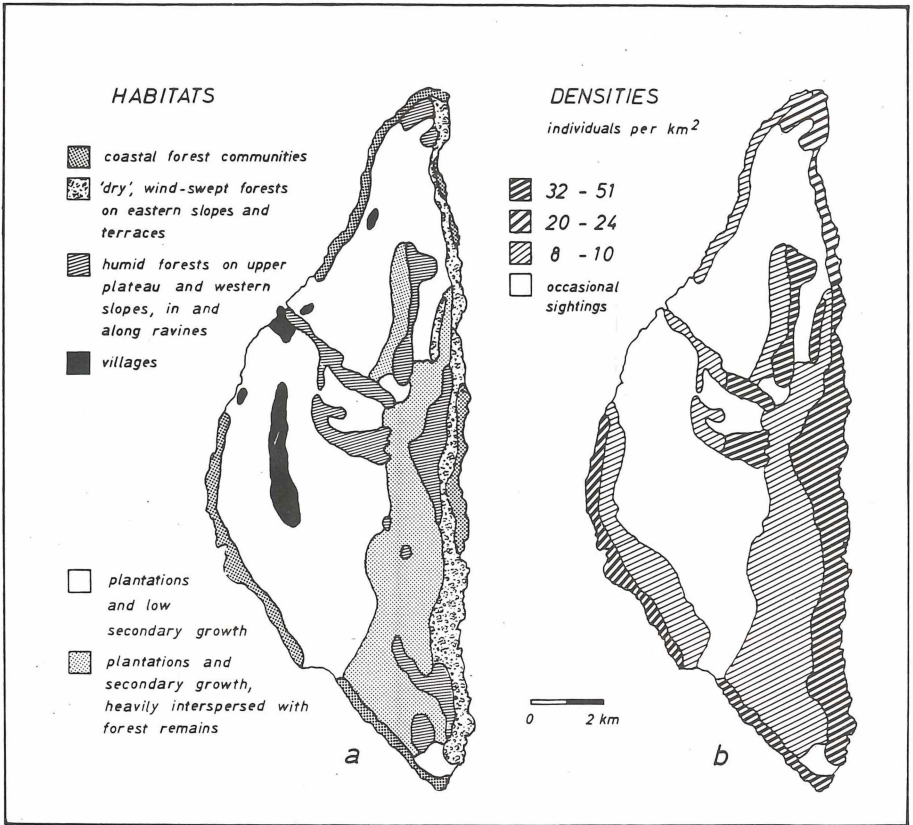 HABITATS
coastal forest communities
'dry', wind-swept forests
on eastern slopes and
terraces
humid forests on upper
plateau and western
slopes, in and
along ravines
villages
plantations
and low
secondary growth
plantations and
secondary growth,
heavily interspersed with
forest remains
a
DENSITIES
individuals per km²
32 - 51
20 - 24
8 - 10
occasional
sightings
0 2 km
b